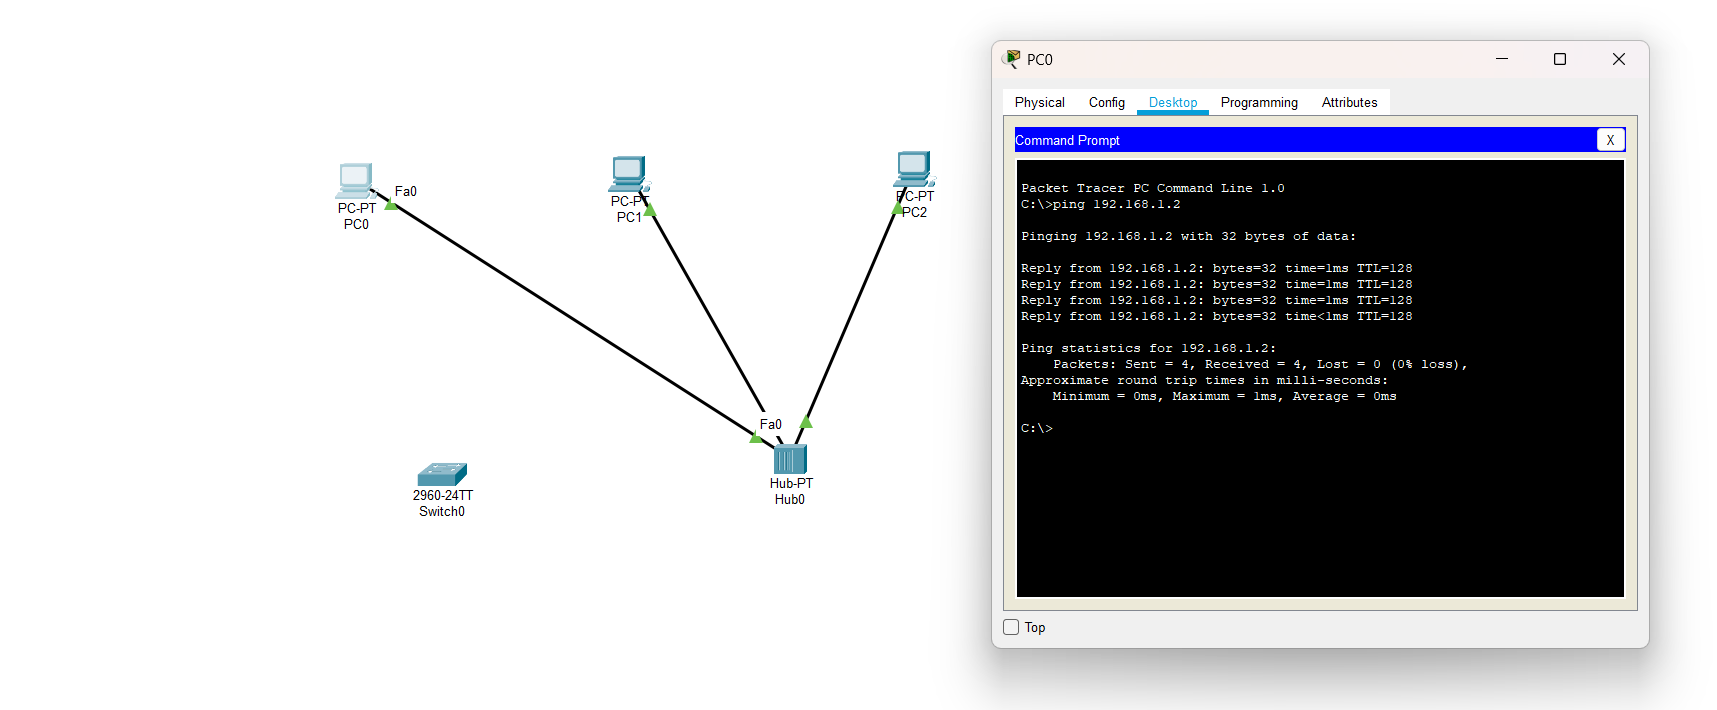 Fa0
PC-PT
PC0
PC-PT
PC1
PC-PT
PC2
Fa0
Hub-PT
Hub0
2960-24TT
Switch0
PC0
Physical Config Desktop Programming Attributes
Command Prompt X
Packet Tracer PC Command Line 1.0
C:\>ping 192.168.1.2
Pinging 192.168.1.2 with 32 bytes of data:
Reply from 192.168.1.2: bytes=32 time=1ms TTL=128
Reply from 192.168.1.2: bytes=32 time=1ms TTL=128
Reply from 192.168.1.2: bytes=32 time=1ms TTL=128
Reply from 192.168.1.2: bytes=32 time<1ms TTL=128
Ping statistics for 192.168.1.2:
Packets: Sent = 4, Received = 4, Lost = 0 (0% loss),
Approximate round trip times in milli-seconds:
Minimum = 0ms, Maximum = 1ms, Average = 0ms
C:\>
Top